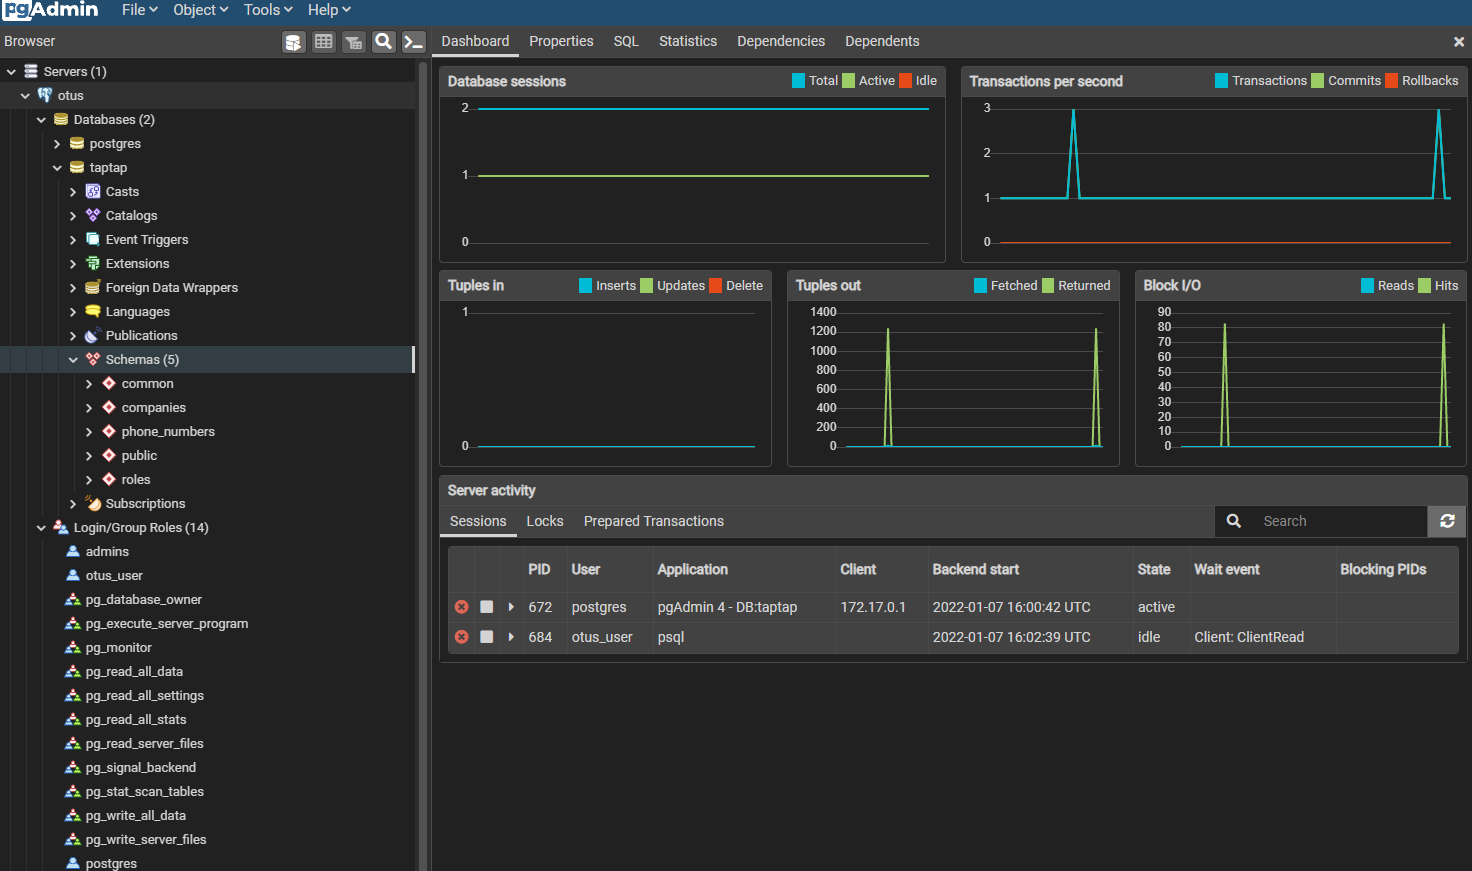 pgAdmin File Object Tools Help
Browser
Servers (1)
otus
Databases (2)
postgres
taptap
Casts
Catalogs
Event Triggers
Extensions
Foreign Data Wrappers
Languages
Publications
Schemas (5)
common
companies
phone_numbers
public
roles
Subscriptions
Login/Group Roles (14)
admins
otus_user
pg_database_owner
pg_execute_server_program
pg_monitor
pg_read_all_data
pg_read_all_settings
pg_read_all_stats
pg_read_server_files
pg_signal_backend
pg_stat_scan_tables
pg_write_all_data
pg_write_server_files
postgres
Dashboard Properties SQL Statistics Dependencies Dependents
Database sessions Total Active Idle
2
1
0
Transactions per second Transactions Commits Rollbacks
3
2
1
0
Tuples in Inserts Updates Delete
1
0
Tuples out Fetched Returned
1400
1200
1000
800
600
400
200
0
Block I/O Reads Hits
90
80
70
60
50
40
30
20
10
0
Server activity
Sessions Locks Prepared Transactions Search
PID User Application Client Backend start State Wait event Blocking PIDs
672 postgres pgAdmin 4 - DB:taptap 172.17.0.1 2022-01-07 16:00:42 UTC active
684 otus_user psql 2022-01-07 16:02:39 UTC idle Client: ClientRead